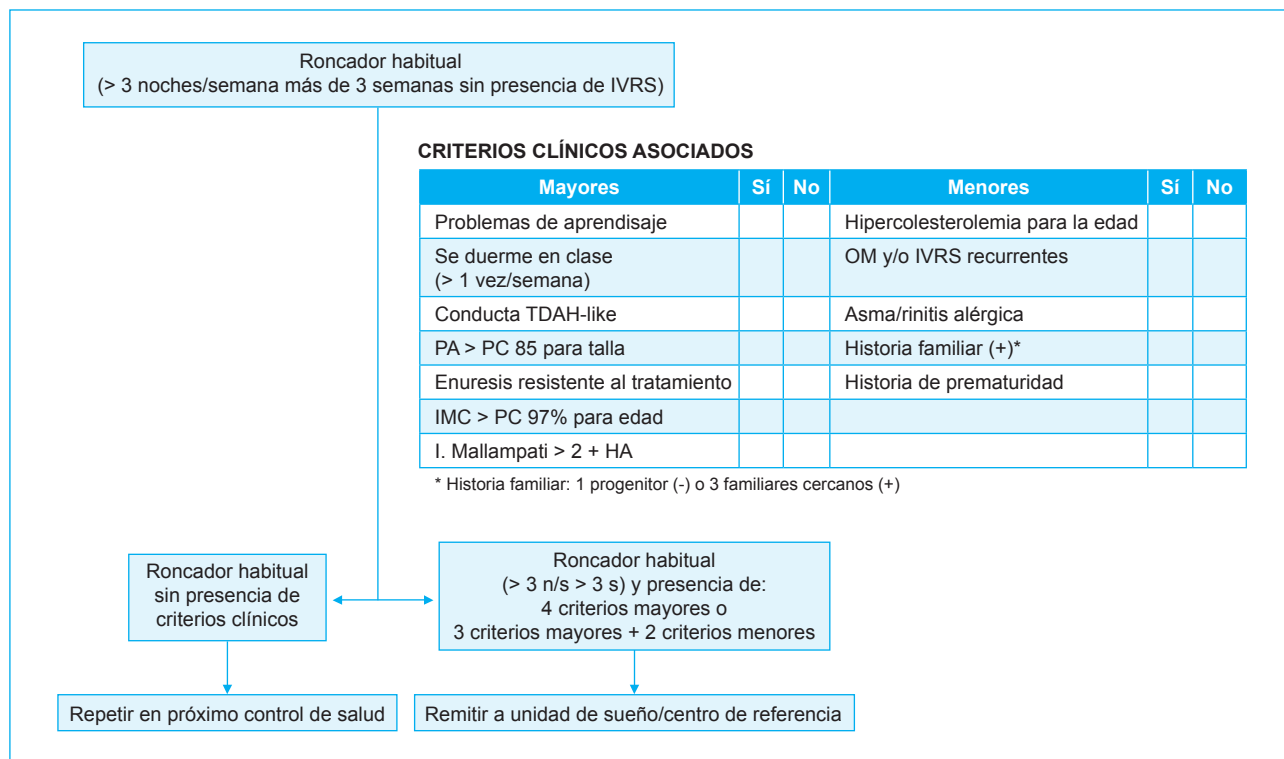 Roncador habitual
(> 3 noches/semana más de 3 semanas sin presencia de IVRS)
CRITERIOS CLÍNICOS ASOCIADOS
Mayores Sí No Menores Sí No
Problemas de aprendisaje Hipercolesterolemia para la edad
Se duerme en clase
(> 1 vez/semana) OM y/o IVRS recurrentes
Conducta TDAH-like Asma/rinitis alérgica
PA > PC 85 para talla Historia familiar (+)*
Enuresis resistente al tratamiento Historia de prematuridad
IMC > PC 97% para edad
I. Mallampati > 2 + HA
* Historia familiar: 1 progenitor (-) o 3 familiares cercanos (+)
Roncador habitual
sin presencia de
criterios clínicos
Roncador habitual
(> 3 n/s > 3 s) y presencia de:
4 criterios mayores o
3 criterios mayores + 2 criterios menores
Repetir en próximo control de salud
Remitir a unidad de sueño/centro de referencia